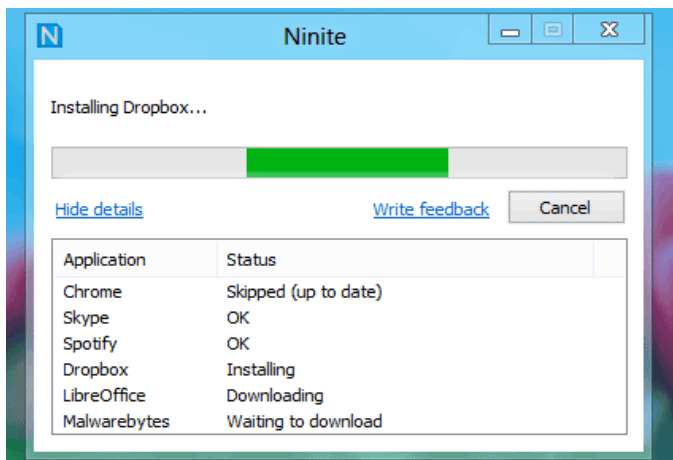 Ninite
Installing Dropbox...
Hide details Write feedback Cancel
Application Status
Chrome Skipped (up to date)
Skype OK
Spotify OK
Dropbox Installing
LibreOffice Downloading
Malwarebytes Waiting to download